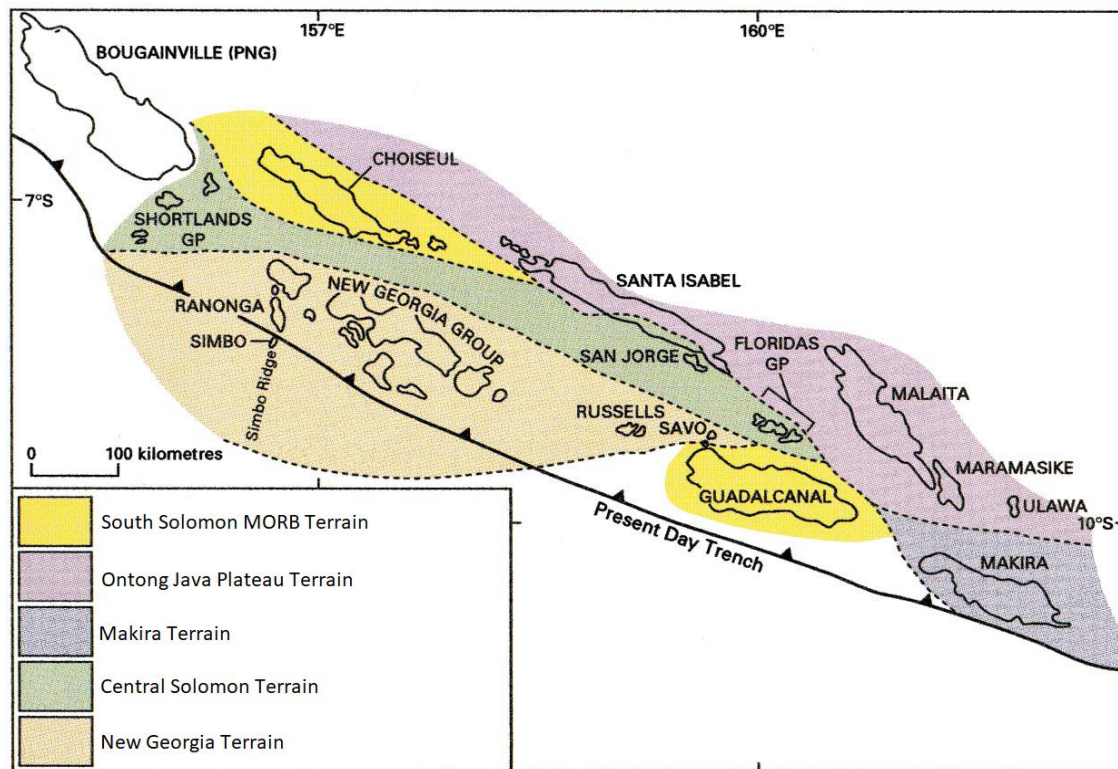 157°E
160°E
BOUGAINVILLE (PNG)
CHOISEUL
7°S
SHORTLANDS
GP
SANTA ISABEL
RANONGA
NEW GEORGIA GROUP
SIMBO
Simbo Ridge
SAN JORGE
FLORIDAS
GP
MALAITA
RUSSELLS
SAVO
MARAMASIKE
0 100 kilometres
GUADALCANAL
ULAWA
10°S
Present Day Trench
MAKIRA
South Solomon MORB Terrain
Ontong Java Plateau Terrain
Makira Terrain
Central Solomon Terrain
New Georgia Terrain